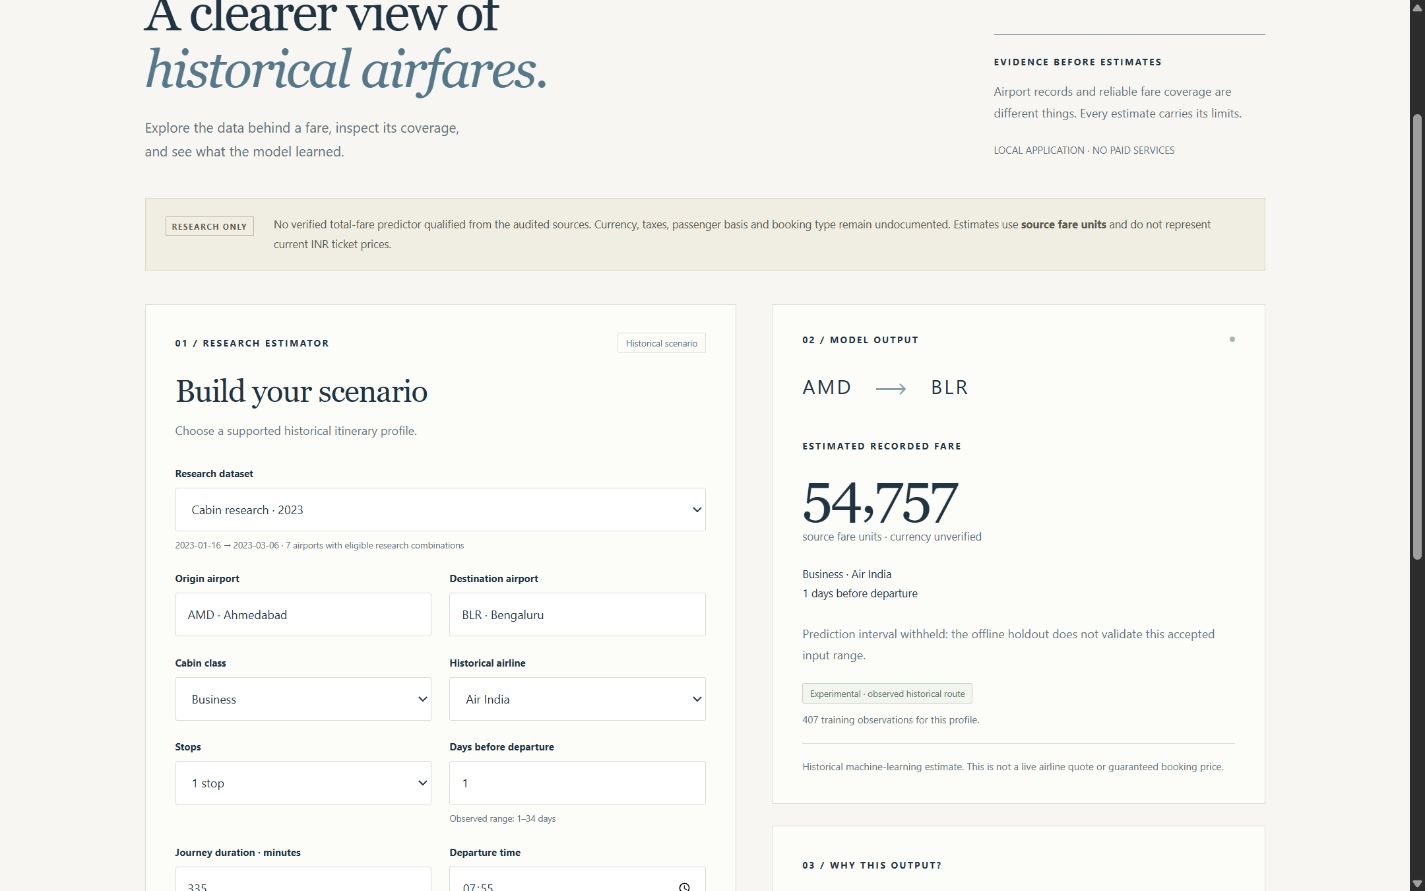 A clearer view of
historical airfares.
Explore the data behind a fare, inspect its coverage,
and see what the model learned.
EVIDENCE BEFORE ESTIMATES
Airport records and reliable fare coverage are
different things. Every estimate carries its limits.
LOCAL APPLICATION · NO PAID SERVICES
RESEARCH ONLY
No verified total-fare predictor qualified from the audited sources. Currency, taxes, passenger basis and booking type remain undocumented. Estimates use source fare units and do not represent
current INR ticket prices.
01 / RESEARCH ESTIMATOR
Historical scenario
Build your scenario
Choose a supported historical itinerary profile.
Research dataset
Cabin research · 2023
2023-01-16 → 2023-03-06 · 7 airports with eligible research combinations
Origin airport
Destination airport
AMD · Ahmedabad
BLR · Bengaluru
Cabin class
Historical airline
Business
Air India
Stops
Days before departure
1 stop
1
Observed range: 1–34 days
Journey duration · minutes
Departure time
335
07:55
02 / MODEL OUTPUT
AMD → BLR
ESTIMATED RECORDED FARE
54,757
source fare units · currency unverified
Business · Air India
1 days before departure
Prediction interval withheld: the offline holdout does not validate this accepted
input range.
Experimental · observed historical route
407 training observations for this profile.
Historical machine-learning estimate. This is not a live airline quote or guaranteed booking price.
03 / WHY THIS OUTPUT?